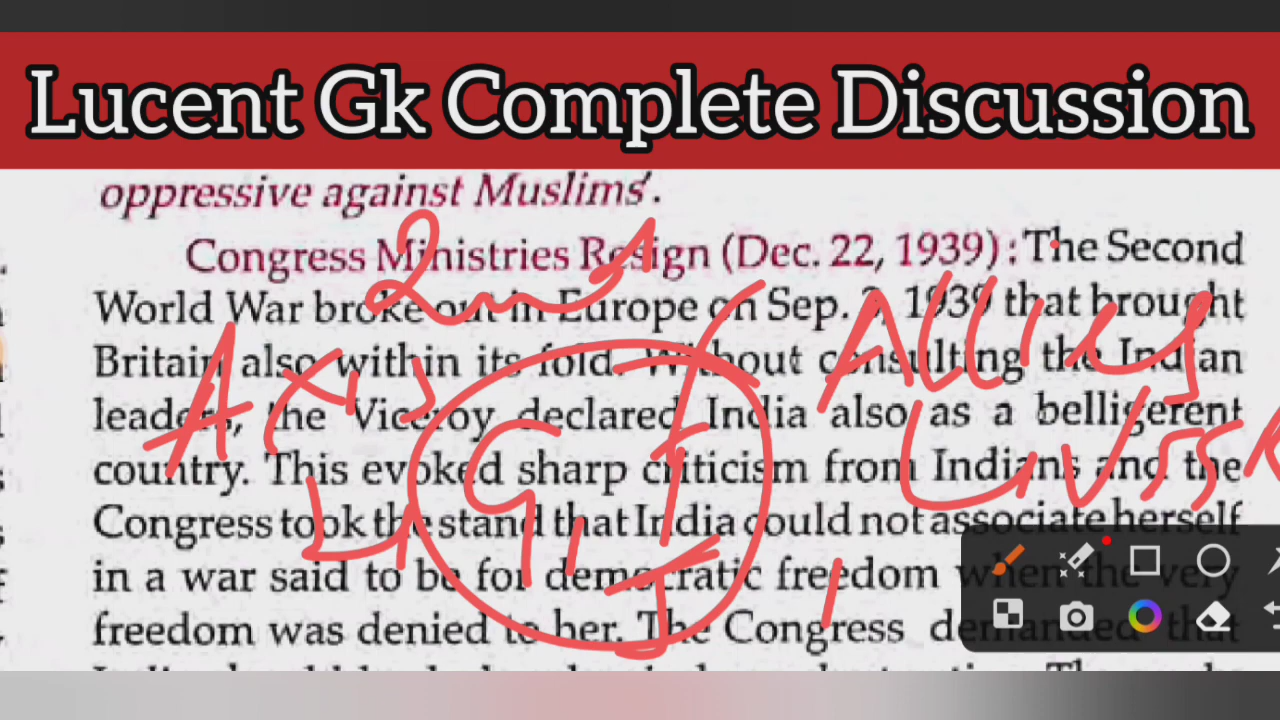 Lucent Gk Complete Discussion
oppressive against Muslims'.
Congress Ministries Resign (Dec. 22, 1939) : The Second
World War broke out in Europe on Sep. 3, 1939 that brought
Britain also within its fold. Without consulting the Indian
leaders, the Viceroy declared India also as a belligerent
country. This evoked sharp criticism from Indians and the
Congress took the stand that India could not associate herself
in a war said to be for democratic freedom when the very
freedom was denied to her. The Congress demanded that
2nd
Allies
Axis
G, I
U, USSR